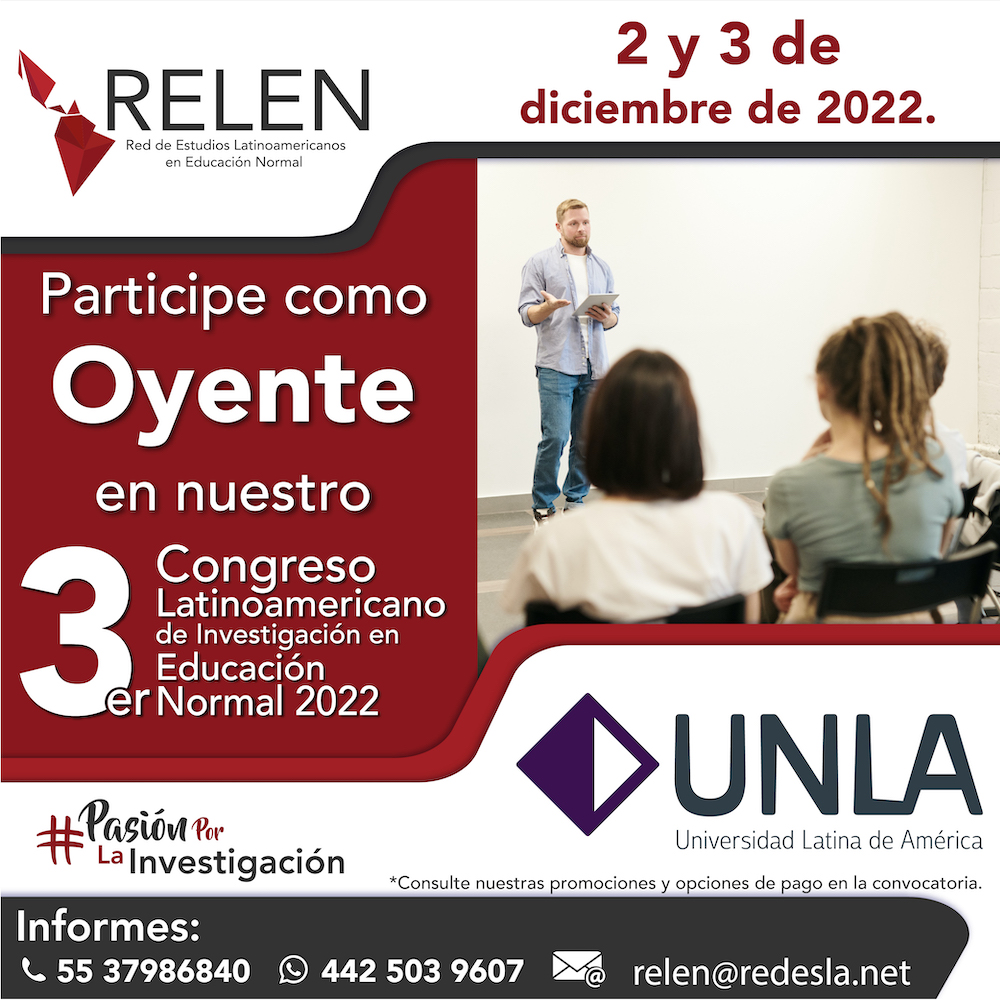 RELEN
Red de Estudios Latinoamericanos
en Educación Normal
2 y 3 de
diciembre de 2022.
Participe como
Oyente
en nuestro
3er
Congreso
Latinoamericano
de Investigación en
Educación
Normal 2022
UNLA
Universidad Latina de América
#Pasión Por
La Investigación
*Consulte nuestras promociones y opciones de pago en la convocatoria.
Informes:
55 37986840 442 503 9607 @ relen@redesla.net